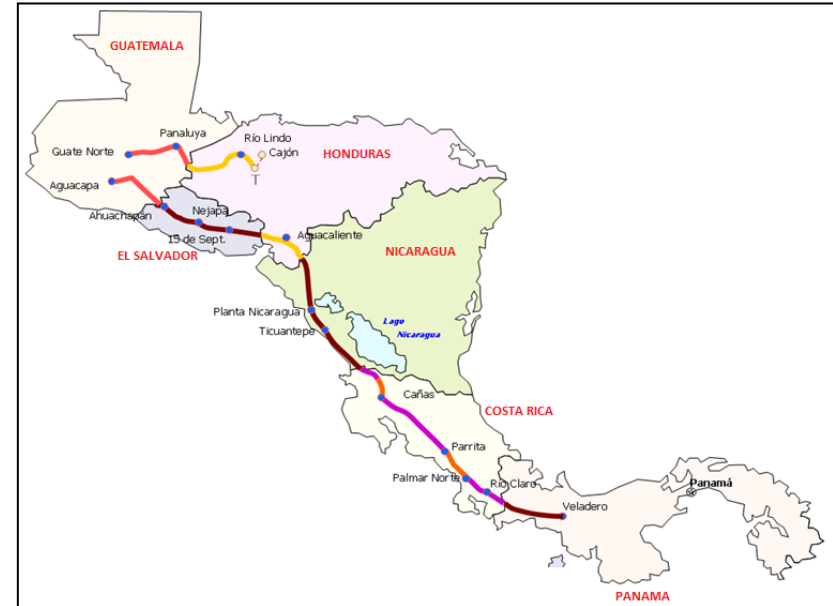 GUATEMALA
Panaluya
Río Lindo
Guate Norte
Cajón
HONDURAS
T
Aguacapa
Ahuachapán
Nejapa
15 de Sept.
Aguacaliente
EL SALVADOR
NICARAGUA
Planta Nicaragua
Lago
Nicaragua
Ticuantepe
Cañas
COSTA RICA
Parrita
Palmar Norte
Río Claro
Panamá
Veladero
PANAMA